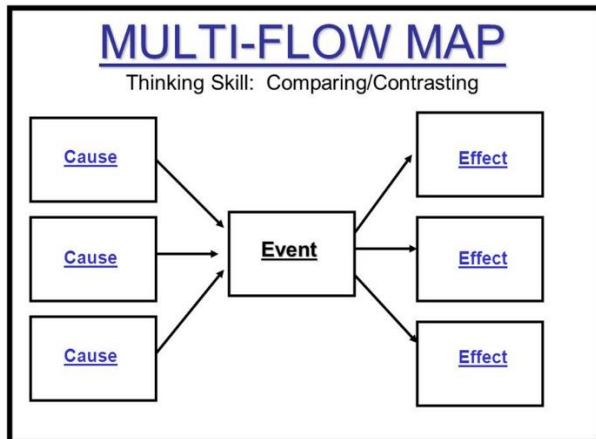 MULTI-FLOW MAP
Thinking Skill: Comparing/Contrasting
Cause
Effect
Cause
Event
Effect
Cause
Effect